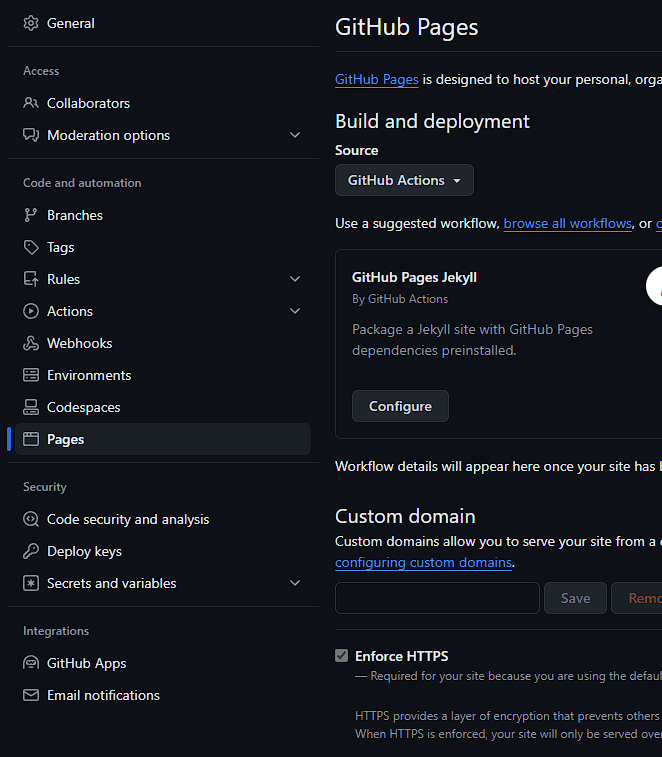 General
Access
Collaborators
Moderation options
Code and automation
Branches
Tags
Rules
Actions
Webhooks
Environments
Codespaces
Pages
Security
Code security and analysis
Deploy keys
Secrets and variables
Integrations
GitHub Apps
Email notifications
GitHub Pages
GitHub Pages is designed to host your personal,
Build and deployment
Source
GitHub Actions
Use a suggested workflow, browse all workflows, or
GitHub Pages Jekyll
By GitHub Actions
Package a Jekyll site with GitHub Pages
dependencies preinstalled.
Configure
Workflow details will appear here once your site has
Custom domain
Custom domains allow you to serve your site from a
configuring custom domains.
Save
Enforce HTTPS
— Required for your site because you are using the
HTTPS provides a layer of encryption that prevents others
When HTTPS is enforced, your site will only be served